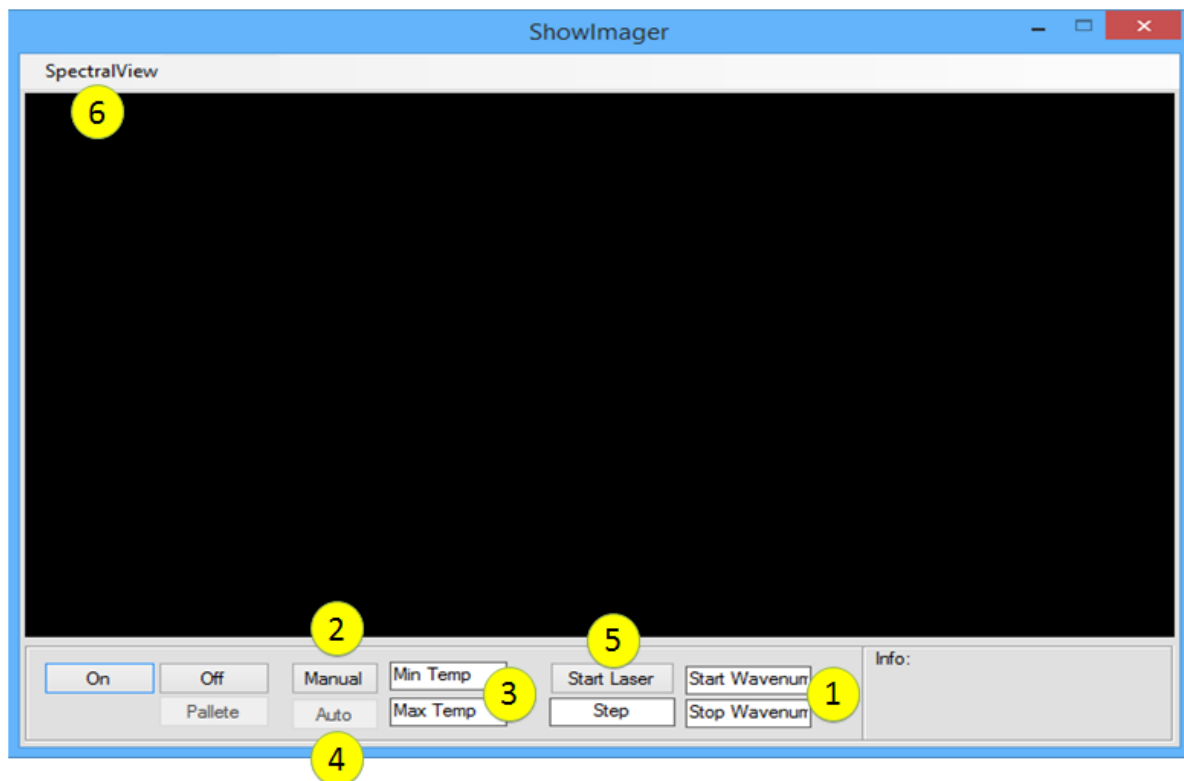 ShowImager
SpectralView
6
2
5
On
Off
Manual
Min Temp
3
Start Laser
Start Wavenum
1
Info:
Pallete
Auto
Max Temp
Step
Stop Wavenum
4